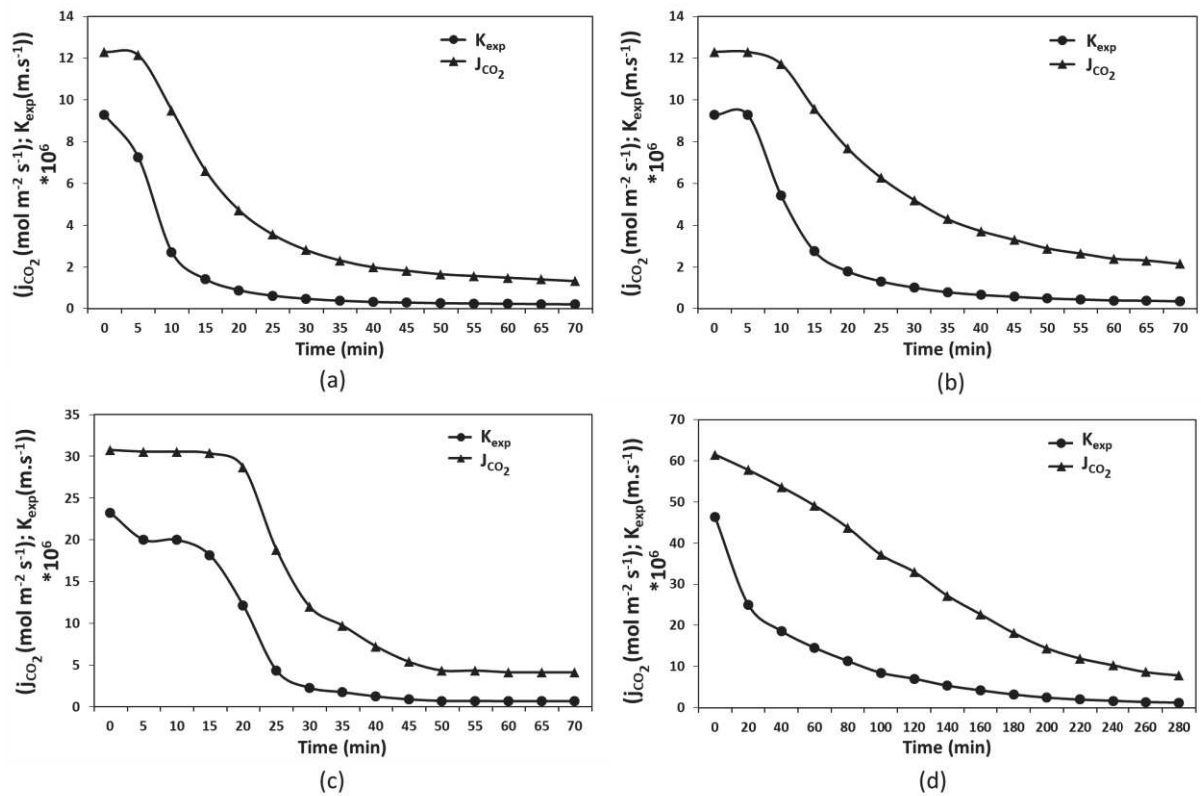 (j_CO₂ (mol m⁻² s⁻¹); K_exp(m.s⁻¹))
*10⁶
14
12
10
8
6
4
2
0
K_exp
J_CO₂
0 5 10 15 20 25 30 35 40 45 50 55 60 65 70
Time (min)
(a)
(j_CO₂ (mol m⁻² s⁻¹); K_exp(m.s⁻¹))
*10⁶
14
12
10
8
6
4
2
0
K_exp
J_CO₂
0 5 10 15 20 25 30 35 40 45 50 55 60 65 70
Time (min)
(b)
(j_CO₂ (mol m⁻² s⁻¹); K_exp(m.s⁻¹))
*10⁶
35
30
25
20
15
10
5
0
K_exp
J_CO₂
0 5 10 15 20 25 30 35 40 45 50 55 60 65 70
Time (min)
(c)
(j_CO₂ (mol m⁻² s⁻¹); K_exp(m.s⁻¹))
*10⁶
70
60
50
40
30
20
10
0
K_exp
J_CO₂
0 20 40 60 80 100 120 140 160 180 200 220 240 260 280
Time (min)
(d)